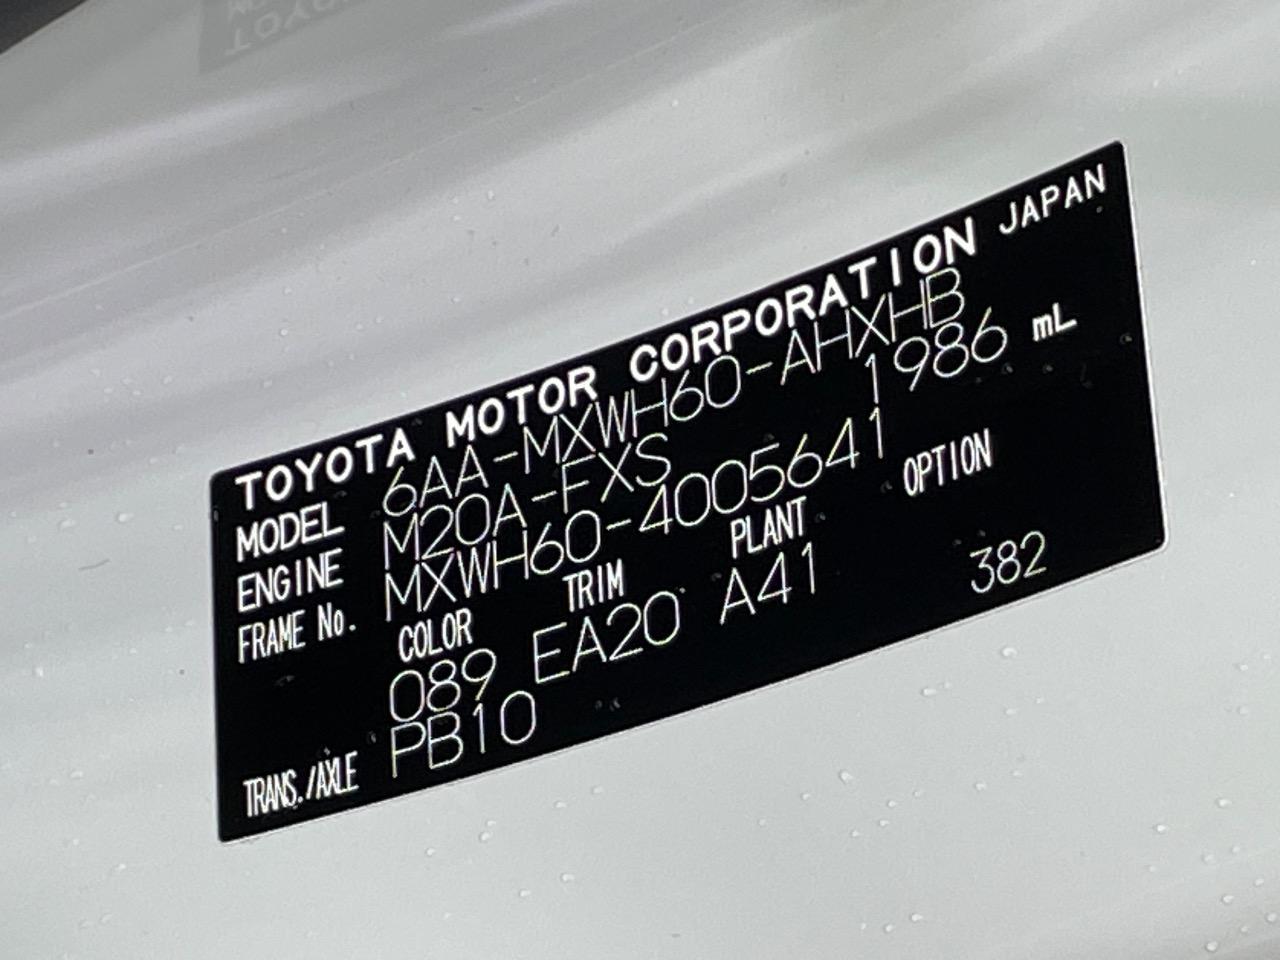 TOYOTA MOTOR CORPORATION JAPAN
MODEL 6AA-MXWH60-AHXHB
ENGINE M20A-FXS 1986 mL
FRAME No. MXWH60-4005641
COLOR TRIM PLANT OPTION
089 EA20 A41 382
TRANS./AXLE PB10